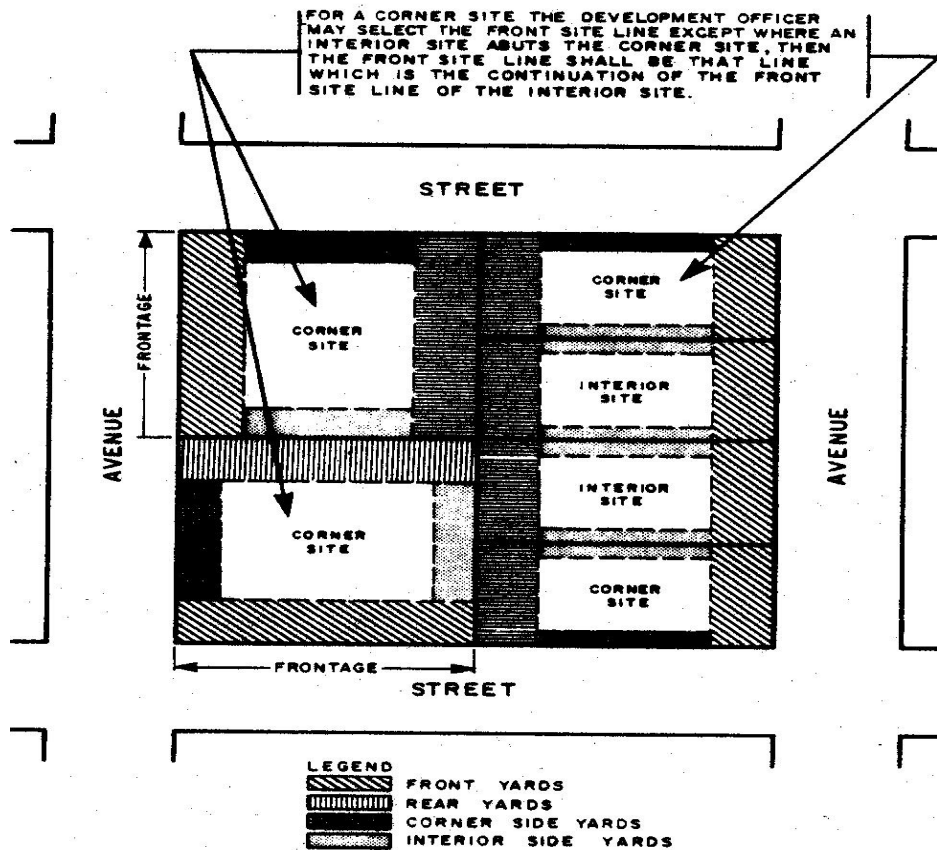 FOR A CORNER SITE THE DEVELOPMENT OFFICER
MAY SELECT THE FRONT SITE LINE EXCEPT WHERE AN
INTERIOR SITE ABUTS THE CORNER SITE, THEN
THE FRONT SITE LINE SHALL BE THAT LINE
WHICH IS THE CONTINUATION OF THE FRONT
SITE LINE OF THE INTERIOR SITE.
STREET
FRONTAGE
AVENUE
CORNER
SITE
CORNER
SITE
CORNER
SITE
INTERIOR
SITE
INTERIOR
SITE
CORNER
SITE
AVENUE
FRONTAGE
STREET
LEGEND
FRONT YARDS
REAR YARDS
CORNER SIDE YARDS
INTERIOR SIDE YARDS